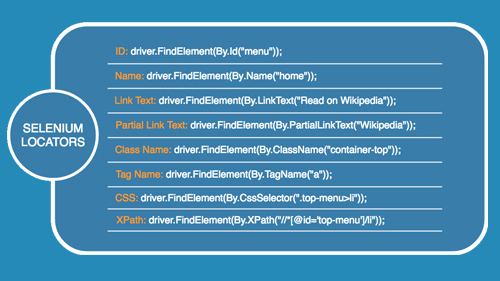 SELENIUM
LOCATORS
ID: driver.FindElement(By.Id("menu"));
Name: driver.FindElement(By.Name("home"));
Link Text: driver.FindElement(By.LinkText("Read on Wikipedia"));
Partial Link Text: driver.FindElement(By.PartialLinkText("Wikipedia"));
Class Name: driver.FindElement(By.ClassName("container-top"));
Tag Name: driver.FindElement(By.TagName("a"));
CSS: driver.FindElement(By.CssSelector(".top-menu>li"));
XPath: driver.FindElement(By.XPath("//*[@id='top-menu']/li"));